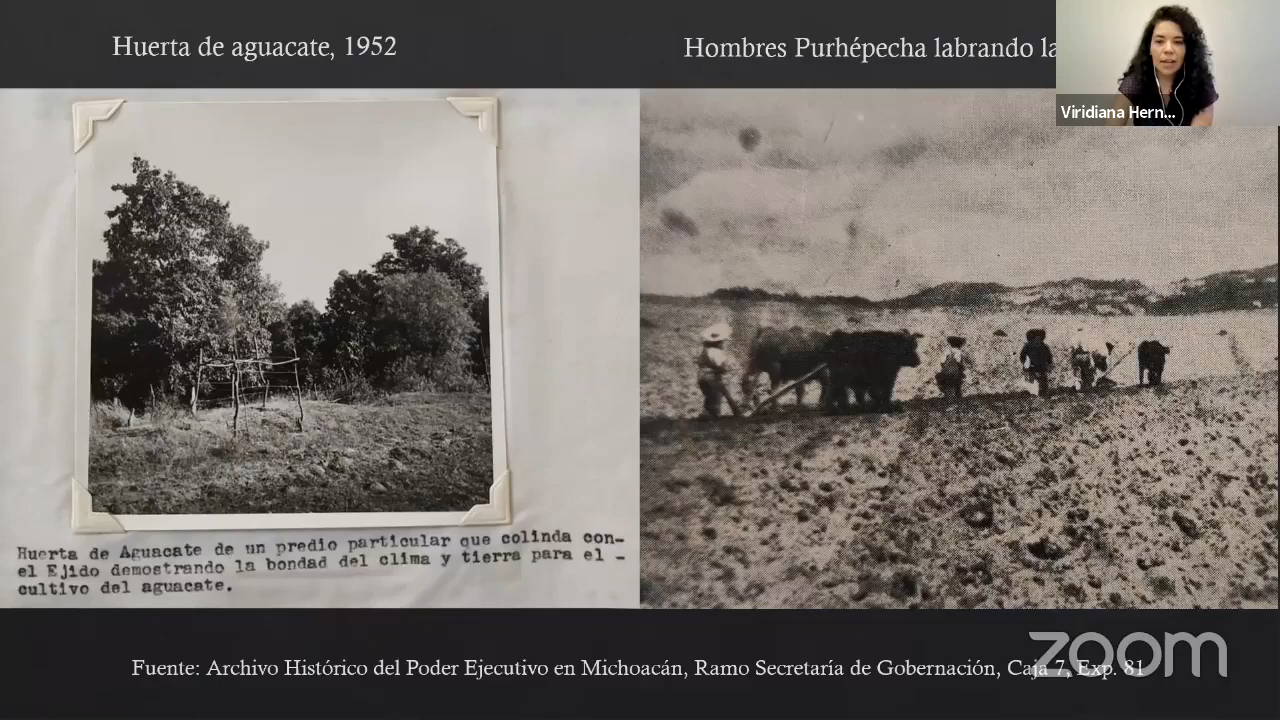 Huerta de aguacate, 1952
Hombres Purhépecha labrando la
Viridiana Hern...
Huerta de Aguacate de un predio particular que colinda con-
el Ejido demostrando la bondad del clima y tierra para el -
cultivo del aguacate.
zoom
Fuente: Archivo Histórico del Poder Ejecutivo en Michoacán, Ramo Secretaría de Gobernación, Caja 7, Exp. 81